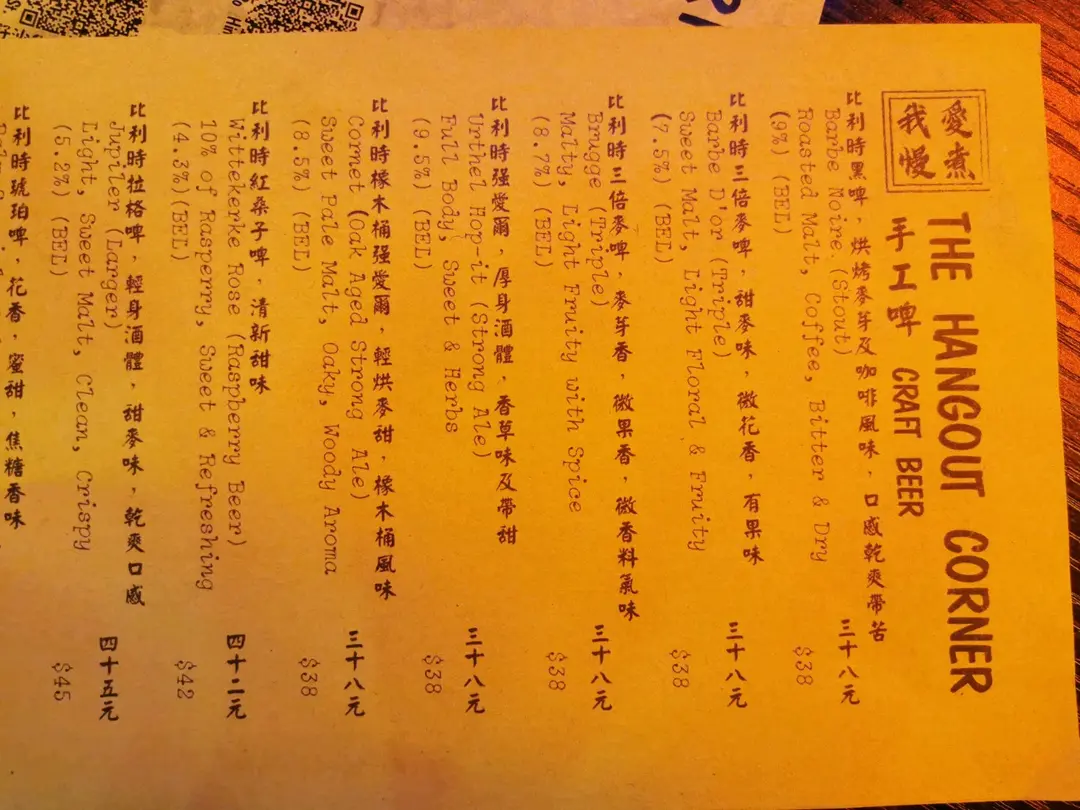 愛煮
我慢
THE HANGOUT CORNER
手工啤 CRAFT BEER
比利時黑啤．烘烤麥芽及咖啡風味．口感乾爽帶苦 三十八元
Barbe Noire (Stout)
Roasted Malt, Coffee, Bitter & Dry $38
(9%) (BEL)
比利時三倍麥啤．甜麥味．微花香．有果味 三十八元
Barbe D'or (Triple)
Sweet Malt, Light Floral & Fruity $38
(7.5%) (BEL)
比利時三倍麥啤．麥芽香．微果香．微香料氣味 三十八元
Brugge (Triple)
Malty, Light Fruity with Spice $38
(8.7%) (BEL)
比利時强愛爾．厚身酒體．香草味及帶甜 三十八元
Urthel Hop-it (Strong Ale)
Full Body, Sweet & Herbs $38
(9.5%) (BEL)
比利時橡木桶强愛爾．輕烘麥甜．橡木桶風味 三十八元
Cornet (Oak Aged Strong Ale)
Sweet Pale Malt, Oaky, Woody Aroma $38
(8.5%) (BEL)
比利時紅桑子啤．清新甜味 四十二元
Wittekerke Rose (Raspberry Beer)
10% of Rasperry, Sweet & Refreshing $42
(4.3%)(BEL)
比利時拉格啤．輕身酒體，甜麥味，乾爽口感 四十五元
Jupiler (Larger)
Light, Sweet Malt, Clean, Crispy $45
(5.2%) (BEL)
比利時琥珀啤，花香，蜜甜，焦糖香味